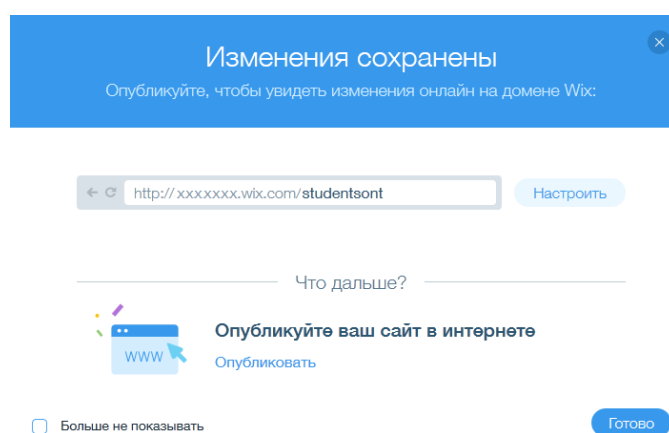 Изменения сохранены
Опубликуйте, чтобы увидеть изменения онлайн на домене Wix:
http://xxxxxxx.wix.com/studentsont
Настроить
Что дальше?
www
Опубликуйте ваш сайт в интернете
Опубликовать
Больше не показывать
Готово